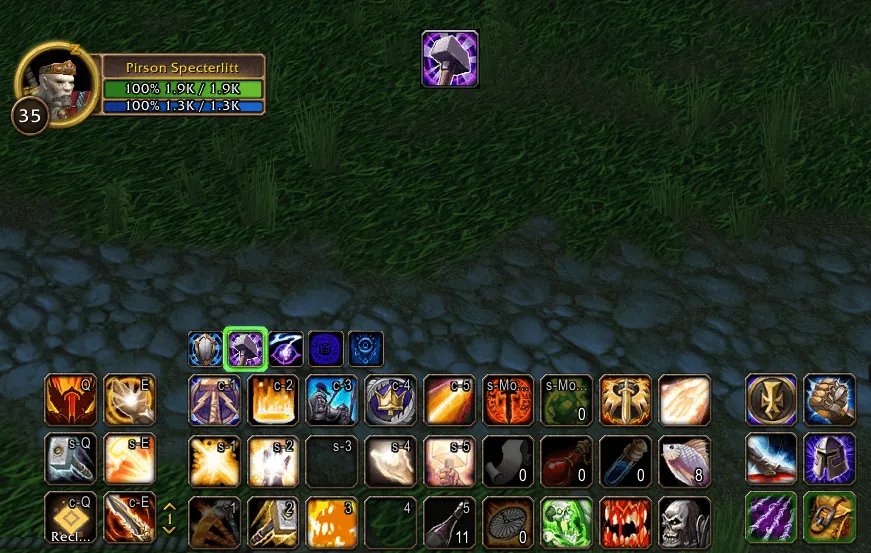 Z
Pirson Specterlitt
100% 1.9K / 1.9K
100% 1.3K / 1.3K
35
Q E c-1 c-2 c-3 c-4 c-5 s-Mo... s-Mo...
0
s-Q s-E s-1 s-2 s-3 s-4 s-5
0 0 0 8
c-Q c-E 1 1 2 3 4 5
Recl... 11 0